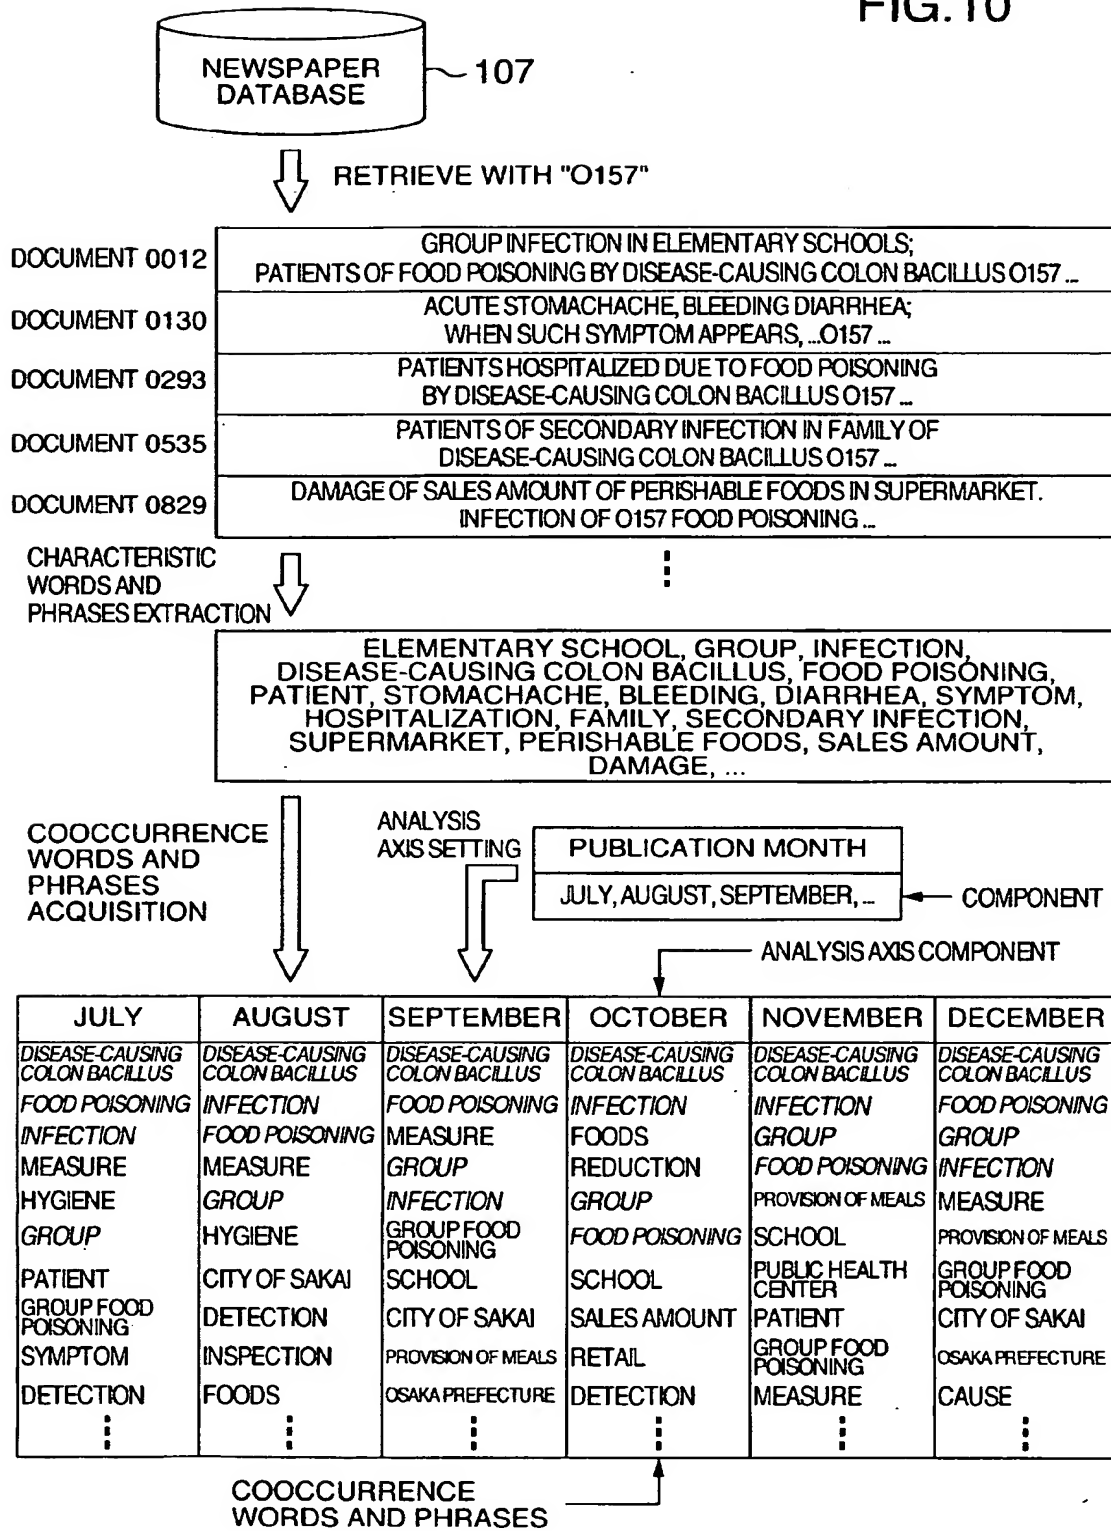 FIG.10
NEWSPAPER
DATABASE
107
RETRIEVE WITH "O157"
DOCUMENT 0012
GROUP INFECTION IN ELEMENTARY SCHOOLS;
PATIENTS OF FOOD POISONING BY DISEASE-CAUSING COLON BACILLUS O157 ...
DOCUMENT 0130
ACUTE STOMACHACHE, BLEEDING DIARRHEA;
WHEN SUCH SYMPTOM APPEARS, ...O157 ...
DOCUMENT 0293
PATIENTS HOSPITALIZED DUE TO FOOD POISONING
BY DISEASE-CAUSING COLON BACILLUS O157 ...
DOCUMENT 0535
PATIENTS OF SECONDARY INFECTION IN FAMILY OF
DISEASE-CAUSING COLON BACILLUS O157 ...
DOCUMENT 0829
DAMAGE OF SALES AMOUNT OF PERISHABLE FOODS IN SUPERMARKET.
INFECTION OF O157 FOOD POISONING ...
CHARACTERISTIC
WORDS AND
PHRASES EXTRACTION
ELEMENTARY SCHOOL, GROUP, INFECTION,
DISEASE-CAUSING COLON BACILLUS, FOOD POISONING,
PATIENT, STOMACHACHE, BLEEDING, DIARRHEA, SYMPTOM,
HOSPITALIZATION, FAMILY, SECONDARY INFECTION,
SUPERMARKET, PERISHABLE FOODS, SALES AMOUNT,
DAMAGE, ...
COOCCURRENCE
WORDS AND
PHRASES
ACQUISITION
ANALYSIS
AXIS SETTING
PUBLICATION MONTH
JULY, AUGUST, SEPTEMBER, ...
COMPONENT
ANALYSIS AXIS COMPONENT
JULY
DISEASE-CAUSING
COLON BACILLUS
FOOD POISONING
INFECTION
MEASURE
HYGIENE
GROUP
PATIENT
GROUP FOOD
POISONING
SYMPTOM
DETECTION
AUGUST
DISEASE-CAUSING
COLON BACILLUS
INFECTION
FOOD POISONING
MEASURE
GROUP
HYGIENE
CITY OF SAKAI
DETECTION
INSPECTION
FOODS
SEPTEMBER
DISEASE-CAUSING
COLON BACILLUS
FOOD POISONING
MEASURE
GROUP
INFECTION
GROUP FOOD
POISONING
SCHOOL
CITY OF SAKAI
PROVISION OF MEALS
OSAKA PREFECTURE
OCTOBER
DISEASE-CAUSING
COLON BACILLUS
INFECTION
FOODS
REDUCTION
GROUP
FOOD POISONING
SCHOOL
SALES AMOUNT
RETAIL
DETECTION
NOVEMBER
DISEASE-CAUSING
COLON BACILLUS
INFECTION
GROUP
FOOD POISONING
PROVISION OF MEALS
SCHOOL
PUBLIC HEALTH
CENTER
PATIENT
GROUP FOOD
POISONING
MEASURE
DECEMBER
DISEASE-CAUSING
COLON BACILLUS
FOOD POISONING
GROUP
INFECTION
MEASURE
PROVISION OF MEALS
GROUP FOOD
POISONING
CITY OF SAKAI
OSAKA PREFECTURE
CAUSE
COOCCURRENCE
WORDS AND PHRASES